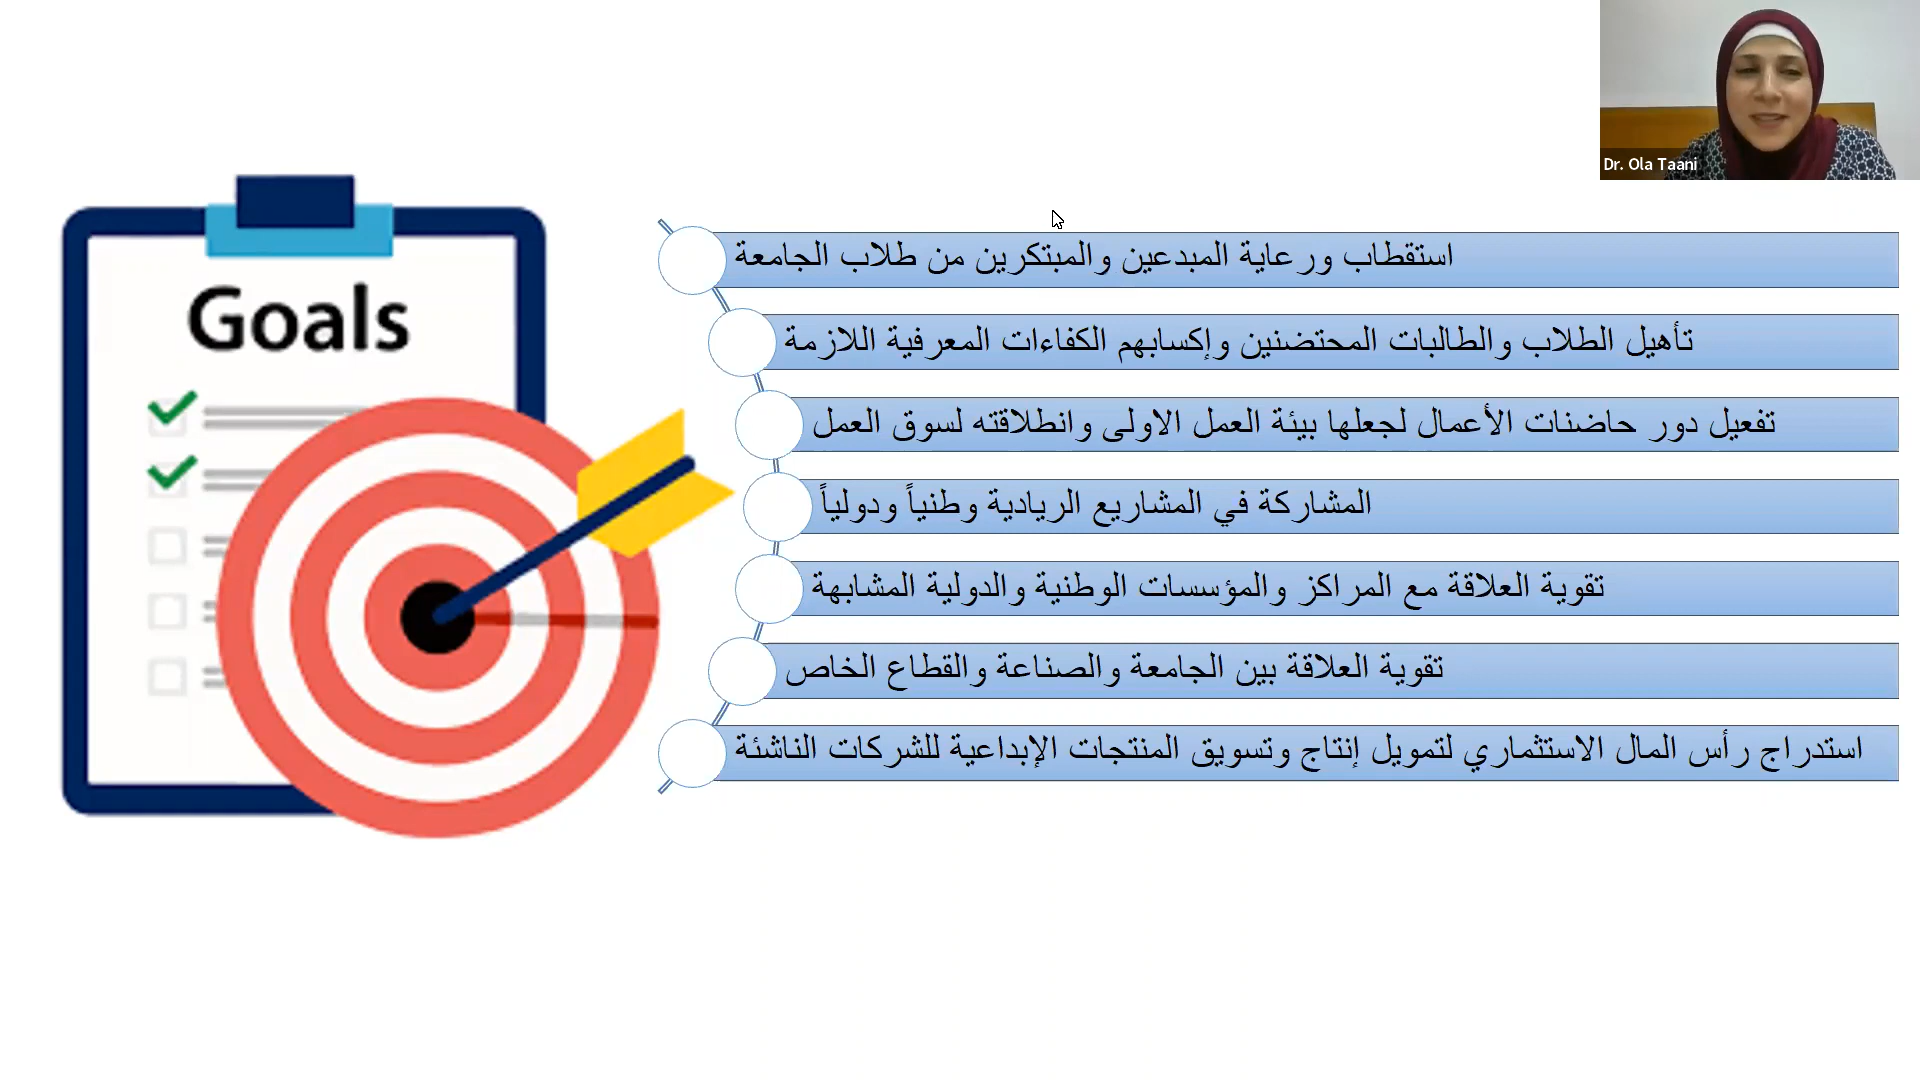 Dr. Ola Taani
Goals
استقطاب ورعاية المبدعين والمبتكرين من طلاب الجامعة
تأهيل الطلاب والطالبات المحتضنين وإكسابهم الكفاءات المعرفية اللازمة
تفعيل دور حاضنات الأعمال لجعلها بيئة العمل الاولى وانطلاقته لسوق العمل
المشاركة في المشاريع الريادية وطنياً ودولياً
تقوية العلاقة مع المراكز والمؤسسات الوطنية والدولية المشابهة
تقوية العلاقة بين الجامعة والصناعة والقطاع الخاص
استدراج رأس المال الاستثماري لتمويل إنتاج وتسويق المنتجات الإبداعية للشركات الناشئة